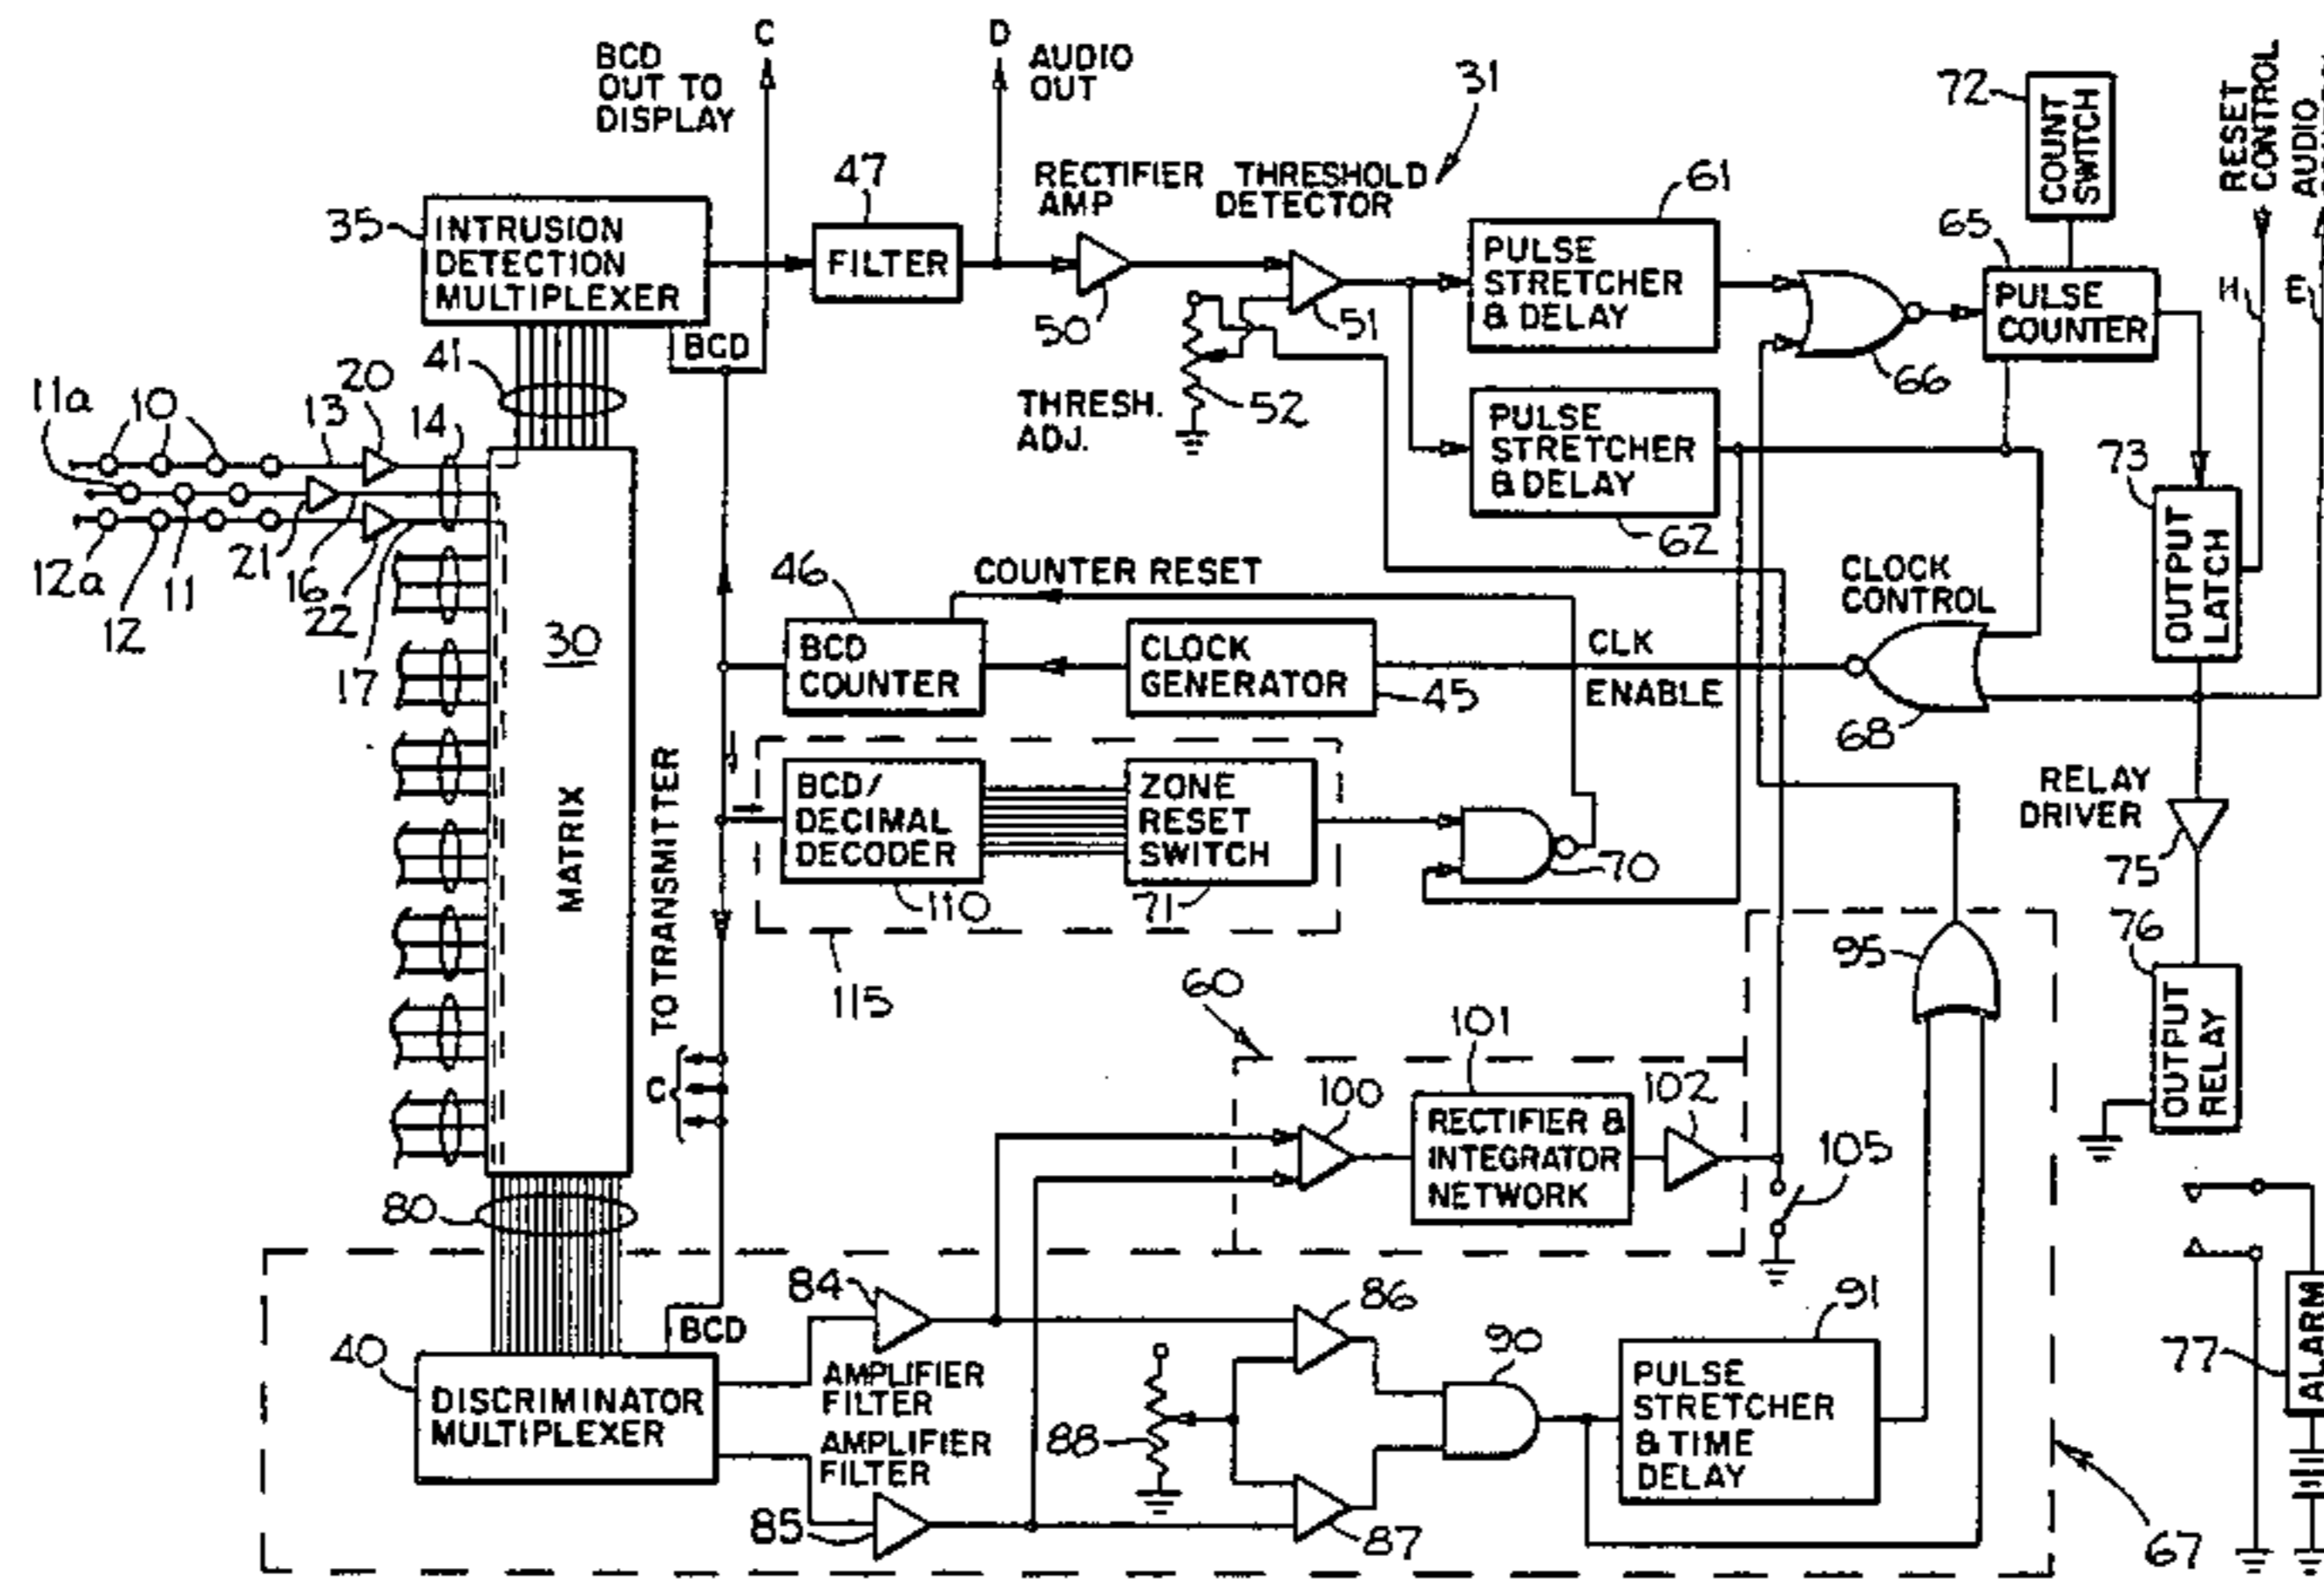 C
BCD
OUT TO
DISPLAY
D
AUDIO
OUT
31
72
COUNT
SWITCH
RESET
CONTROL
AUDIO
47
RECTIFIER
AMP
THRESHOLD
DETECTOR
61
65
35
INTRUSION
DETECTION
MULTIPLEXER
FILTER
50
51
PULSE
STRETCHER
& DELAY
66
PULSE
COUNTER
H
E
BCD
41
20
11a
10
13
14
THRESH.
ADJ.
52
PULSE
STRETCHER
& DELAY
62
73
OUTPUT
LATCH
12a
12
11
21
16
22
17
30
MATRIX
46
COUNTER RESET
BCD
COUNTER
CLOCK
GENERATOR
45
CLK
ENABLE
CLOCK
CONTROL
68
TO TRANSMITTER
BCD/
DECIMAL
DECODER
110
ZONE
RESET
SWITCH
71
70
115
RELAY
DRIVER
75
76
OUTPUT
RELAY
95
60
C
100
101
RECTIFIER &
INTEGRATOR
NETWORK
102
105
80
BCD
40
DISCRIMINATOR
MULTIPLEXER
84
AMPLIFIER
FILTER
AMPLIFIER
FILTER
85
86
88
87
90
91
PULSE
STRETCHER
& TIME
DELAY
67
77
ALARM